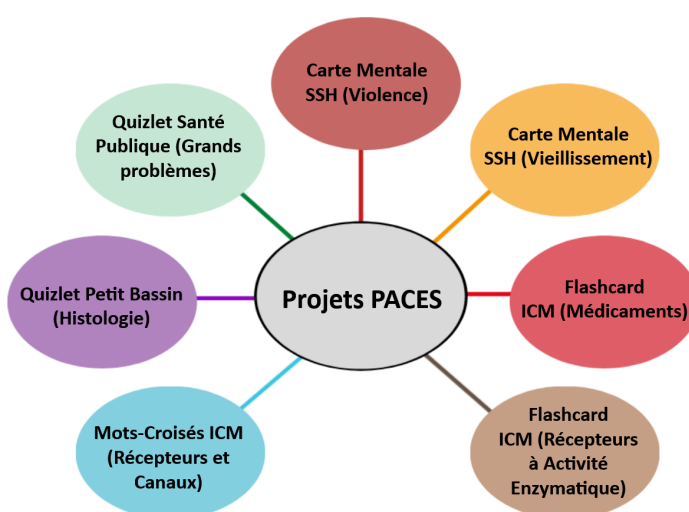 Carte Mentale
SSH (Violence)
Quizlet Santé
Publique (Grands
problèmes)
Carte Mentale
SSH (Vieillissement)
Quizlet Petit Bassin
(Histologie)
Projets PACES
Flashcard
ICM (Médicaments)
Mots-Croisés ICM
(Récepteurs et
Canaux)
Flashcard
ICM (Récepteurs
à Activité
Enzymatique)